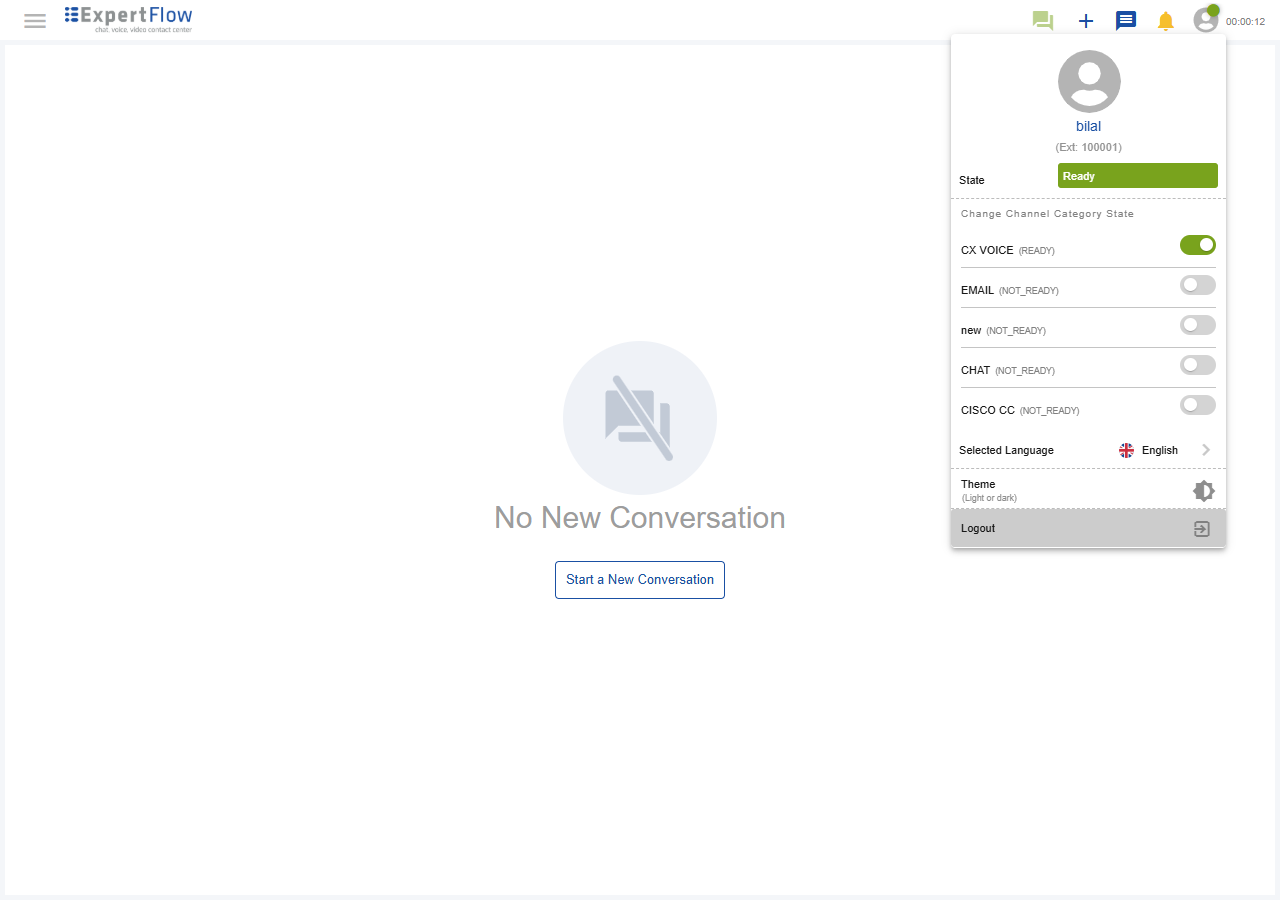 ExpertFlow
chat, voice, video contact center
00:00:12
bilal
(Ext: 100001)
State
Ready
Change Channel Category State
CX VOICE (READY)
EMAIL (NOT_READY)
new (NOT_READY)
CHAT (NOT_READY)
CISCO CC (NOT_READY)
Selected Language English
Theme
(Light or dark)
Logout
No New Conversation
Start a New Conversation